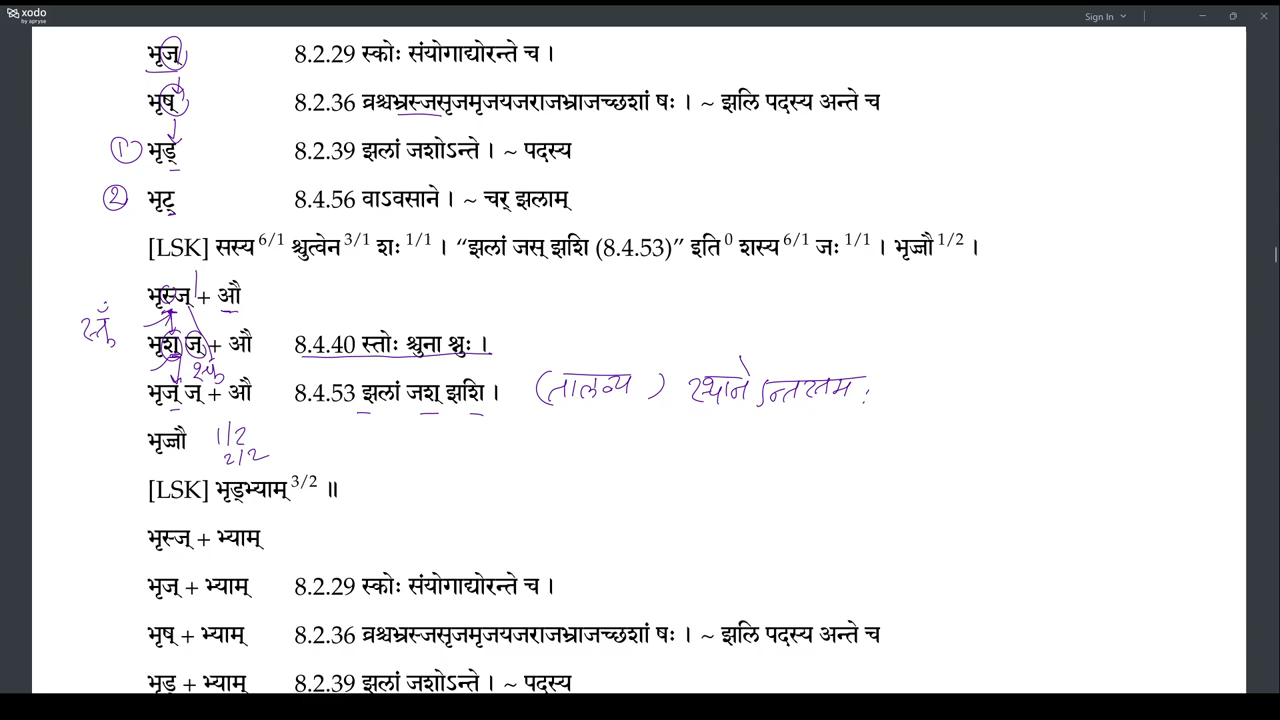 xodo
by apryse
Sign In
भृज् 8.2.29 स्कोः संयोगाद्योरन्ते च ।
भृष् 8.2.36 व्रश्चभ्रस्जसृजमृजयजराजभ्राजच्छशां षः । ~ झलि पदस्य अन्ते च
१ भृड् 8.2.39 झलां जशोऽन्ते । ~ पदस्य
२ भृट् 8.4.56 वाऽवसाने । ~ चर् झलाम्
[LSK] सस्य 6/1 श्चुत्वेन 3/1 शः 1/1 । “झलां जस् झशि (8.4.53)” इति 0 शस्य 6/1 जः 1/1 । भृज्जौ 1/2 ।
भृस्ज् + औ
भृश् ज् + औ 8.4.40 स्तोः श्चुना श्चुः ।
भृज् ज् + औ 8.4.53 झलां जश् झशि । (तालव्य) स्थानेऽन्तरतमः
भृज्जौ 1/2
2/2
[LSK] भृड्भ्याम् 3/2 ॥
भृस्ज् + भ्याम्
भृज् + भ्याम् 8.2.29 स्कोः संयोगाद्योरन्ते च ।
भृष् + भ्याम् 8.2.36 व्रश्चभ्रस्जसृजमृजयजराजभ्राजच्छशां षः । ~ झलि पदस्य अन्ते च
भृड् + भ्याम् 8.2.39 झलां जशोऽन्ते । ~ पदस्य